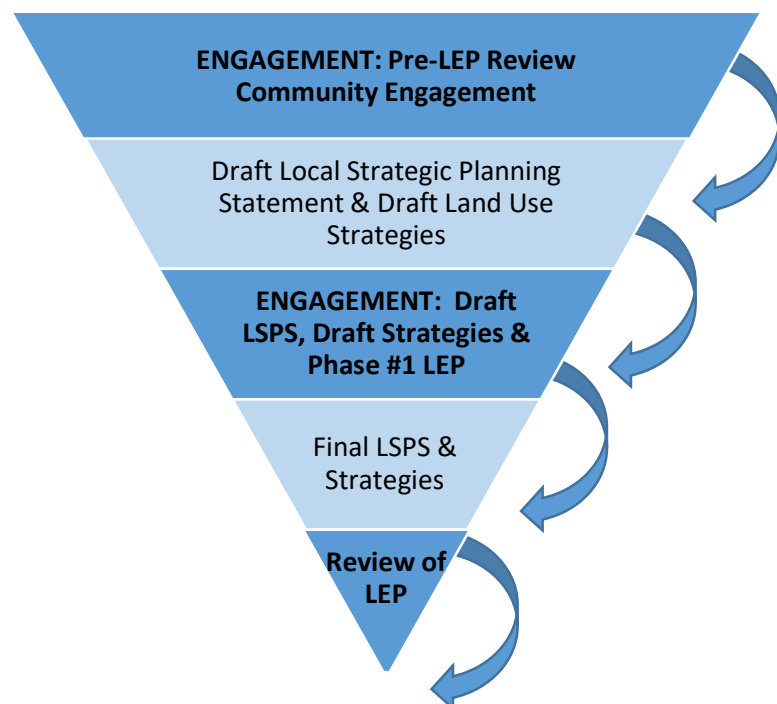 ENGAGEMENT: Pre-LEP Review
Community Engagement
Draft Local Strategic Planning
Statement & Draft Land Use
Strategies
ENGAGEMENT: Draft
LSPS, Draft Strategies &
Phase #1 LEP
Final LSPS &
Strategies
Review of
LEP